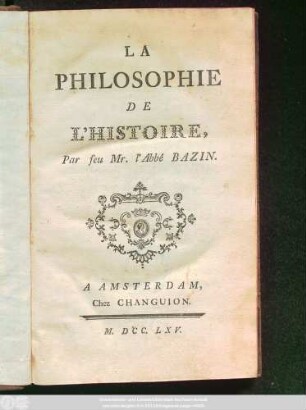 LA
PHILOSOPHIE
DE
L'HISTOIRE,
Par feu Mr. l'Abbé BAZIN.
A AMSTERDAM,
Chez CHANGUION.
M. DCC. LXV.